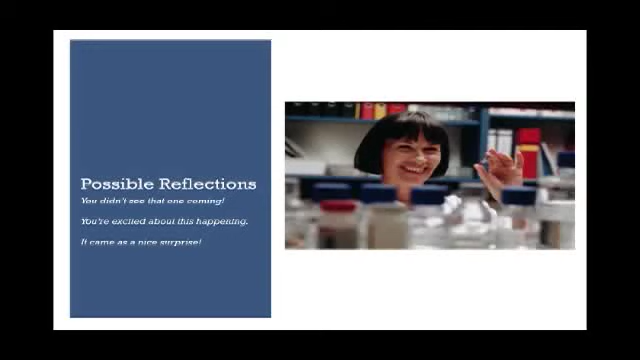 Possible Reflections
You didn't see that one coming!
You're excited about this happening.
It came as a nice surprise!